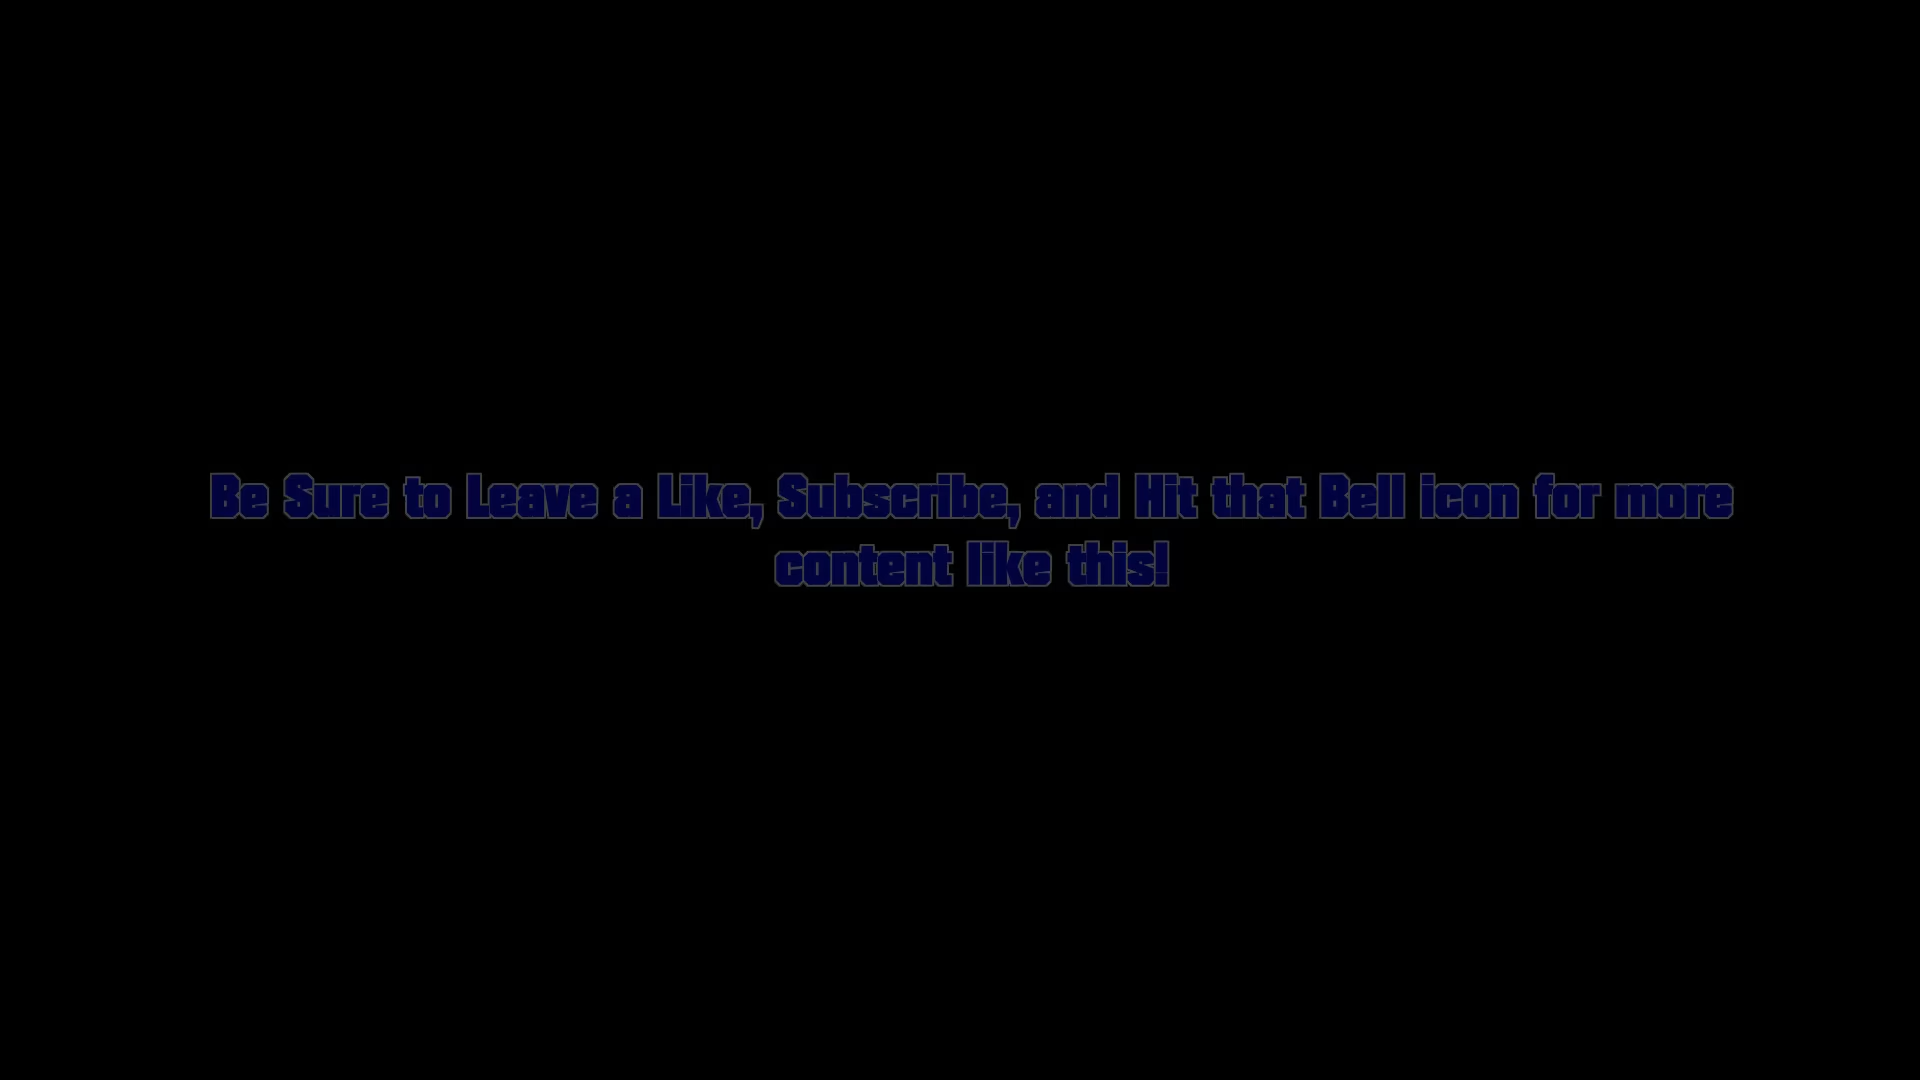 Be Sure to Leave a Like, Subscribe, and Hit that Bell icon for more
content like this!